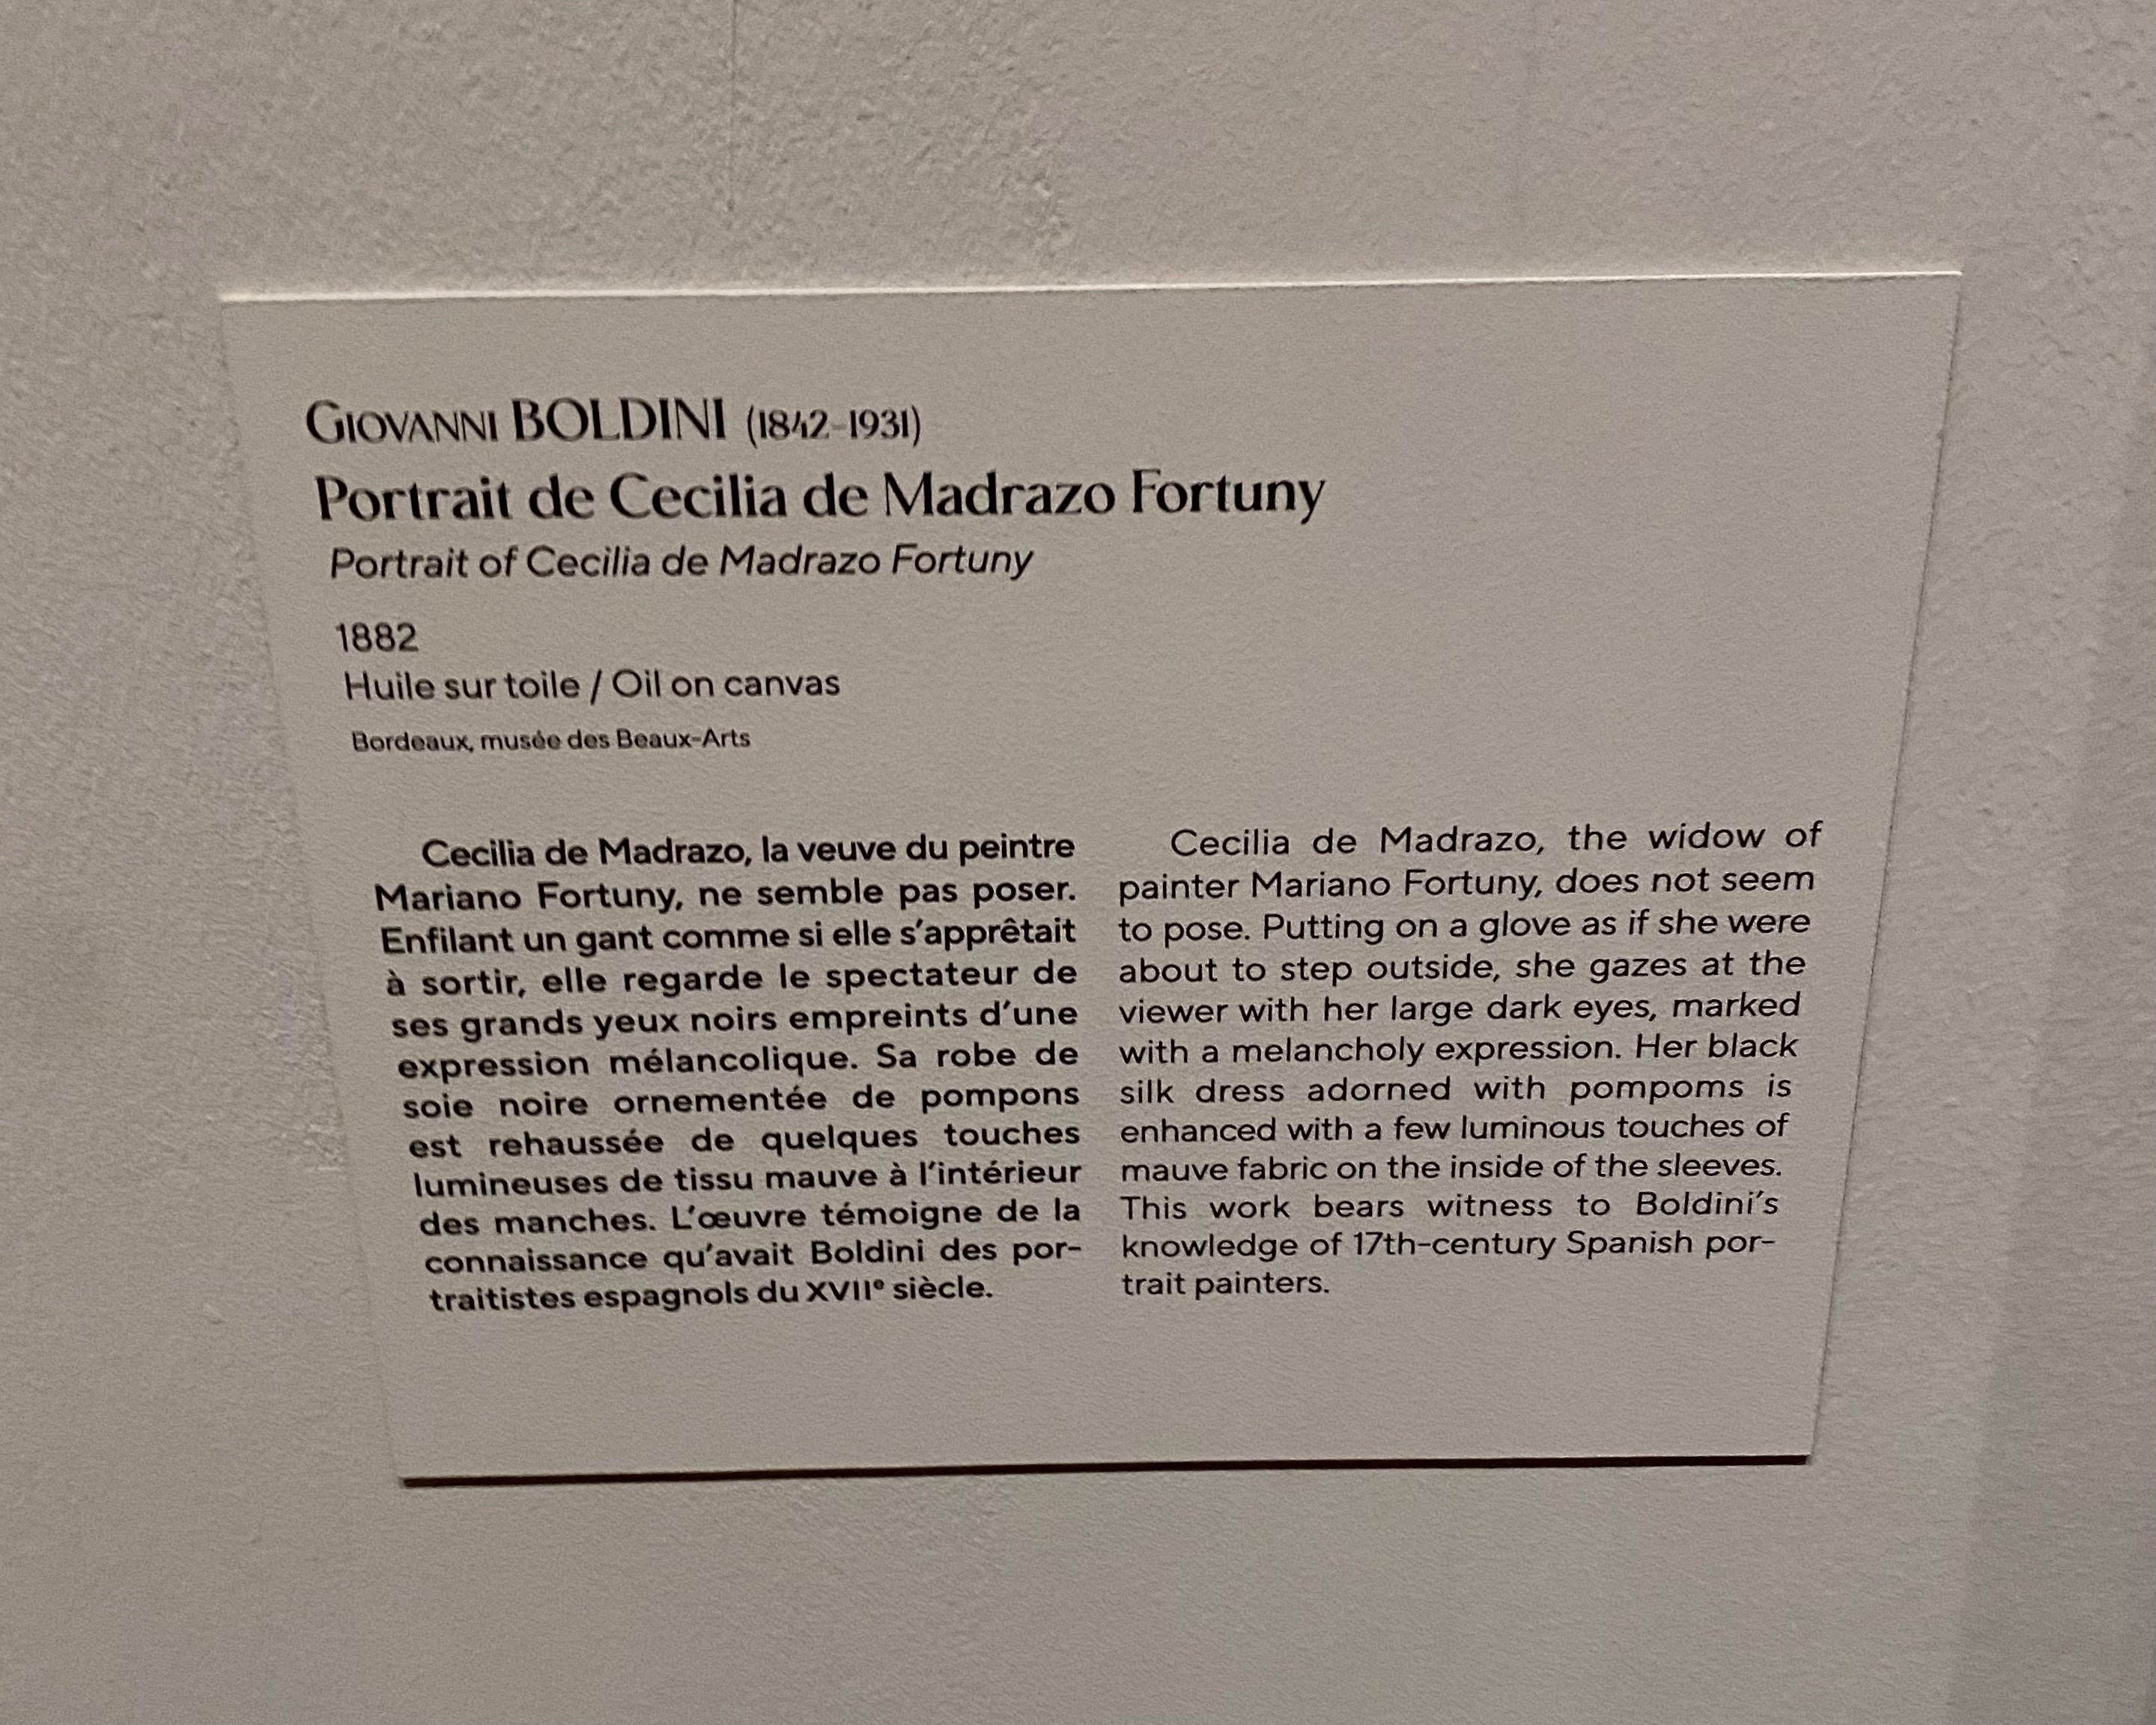 GIOVANNI BOLDINI (1842-1931)
Portrait de Cecilia de Madrazo Fortuny
Portrait of Cecilia de Madrazo Fortuny
1882
Huile sur toile / Oil on canvas
Bordeaux, musée des Beaux-Arts
Cecilia de Madrazo, la veuve du peintre
Mariano Fortuny, ne semble pas poser.
Enfilant un gant comme si elle s'apprêtait
à sortir, elle regarde le spectateur de
ses grands yeux noirs empreints d'une
expression mélancolique. Sa robe de
soie noire ornementée de pompons
est rehaussée de quelques touches
lumineuses de tissu mauve à l'intérieur
des manches. L'œuvre témoigne de la
connaissance qu'avait Boldini des por-
traitistes espagnols du XVIIe siècle.
Cecilia de Madrazo, the widow of
painter Mariano Fortuny, does not seem
to pose. Putting on a glove as if she were
about to step outside, she gazes at the
viewer with her large dark eyes, marked
with a melancholy expression. Her black
silk dress adorned with pompoms is
enhanced with a few luminous touches of
mauve fabric on the inside of the sleeves.
This work bears witness to Boldini's
knowledge of 17th-century Spanish por-
trait painters.